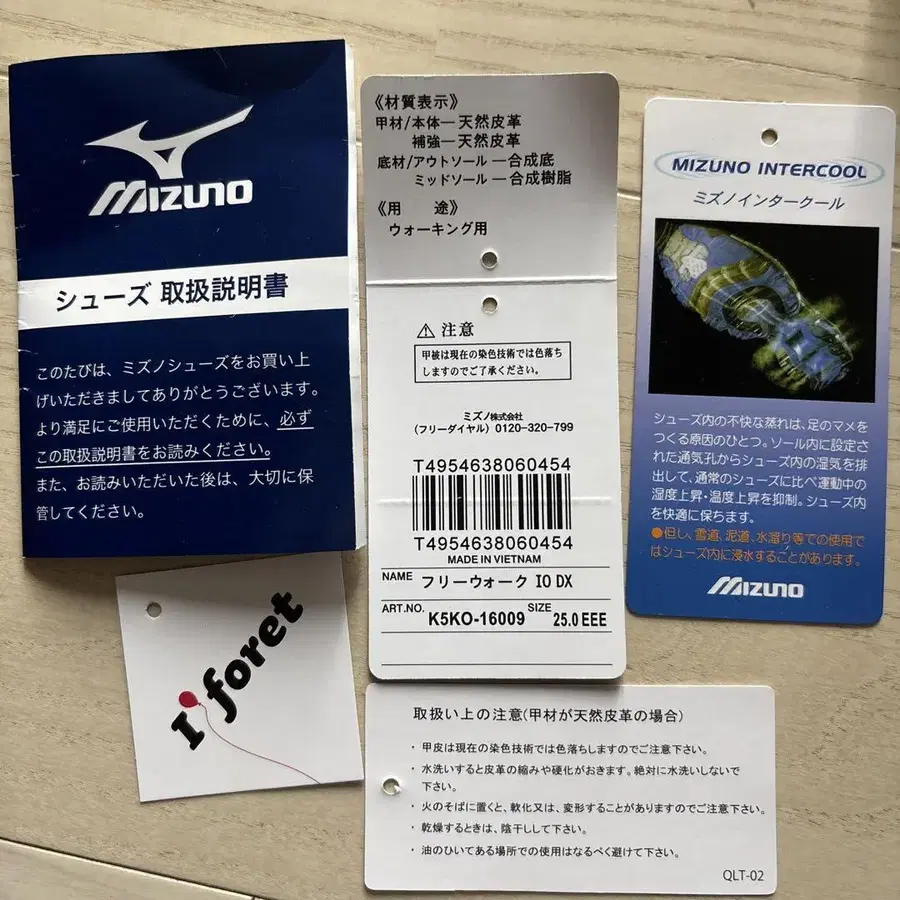 MIZUNO
シューズ 取扱説明書
このたびは、ミズノシューズをお買い上
げいただきましてありがとうございます。
より満足にご使用いただくために、必ず
この取扱説明書をお読みください。
また、お読みいただいた後は、大切に保
管してください。
《材質表示》
甲材/本体―天然皮革
補強―天然皮革
底材/アウトソール―合成底
ミッドソール―合成樹脂
《用　途》
ウォーキング用
⚠ 注意
甲被は現在の染色技術では色落ち
しますのでご了承ください。
ミズノ株式会社
(フリーダイヤル) 0120-320-799
T4954638060454
T4954638060454
MADE IN VIETNAM
NAME フリーウォーク IO DX
ART.NO. K5KO-16009 SIZE 25.0 EEE
MIZUNO INTERCOOL
ミズノインタークール
シューズ内の不快な蒸れは、足のマメを
つくる原因のひとつ。ソール内に設定さ
れた通気孔からシューズ内の湿気を排
出して、通常のシューズに比べ運動中の
湿度上昇・温度上昇を抑制。シューズ内
を快適に保ちます。
●但し、雪道、泥道、水溜り等での使用で
はシューズ内に浸水することがあります。
MIZUNO
I foret
取扱い上の注意(甲材が天然皮革の場合)
・甲皮は現在の染色技術では色落ちしますのでご注意下さい。
・水洗いすると皮革の縮みや硬化がおきます。絶対に水洗いしないで
下さい。
・火のそばに置くと、軟化又は、変形することがありますのでご注意下さい。
・乾燥するときは、陰干しして下さい。
・油のひいてある場所での使用はなるべく避けて下さい。
QLT-02